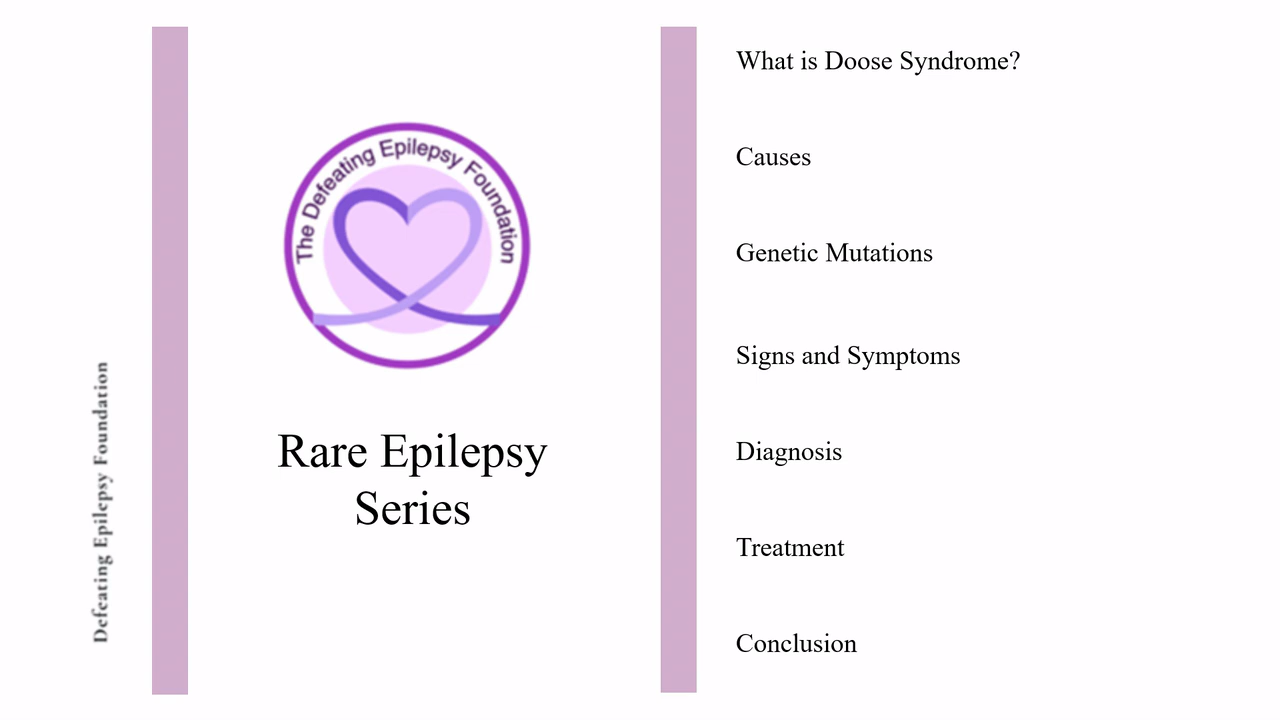 Defeating Epilepsy Foundation
The Defeating Epilepsy Foundation
Rare Epilepsy
Series
What is Doose Syndrome?
Causes
Genetic Mutations
Signs and Symptoms
Diagnosis
Treatment
Conclusion